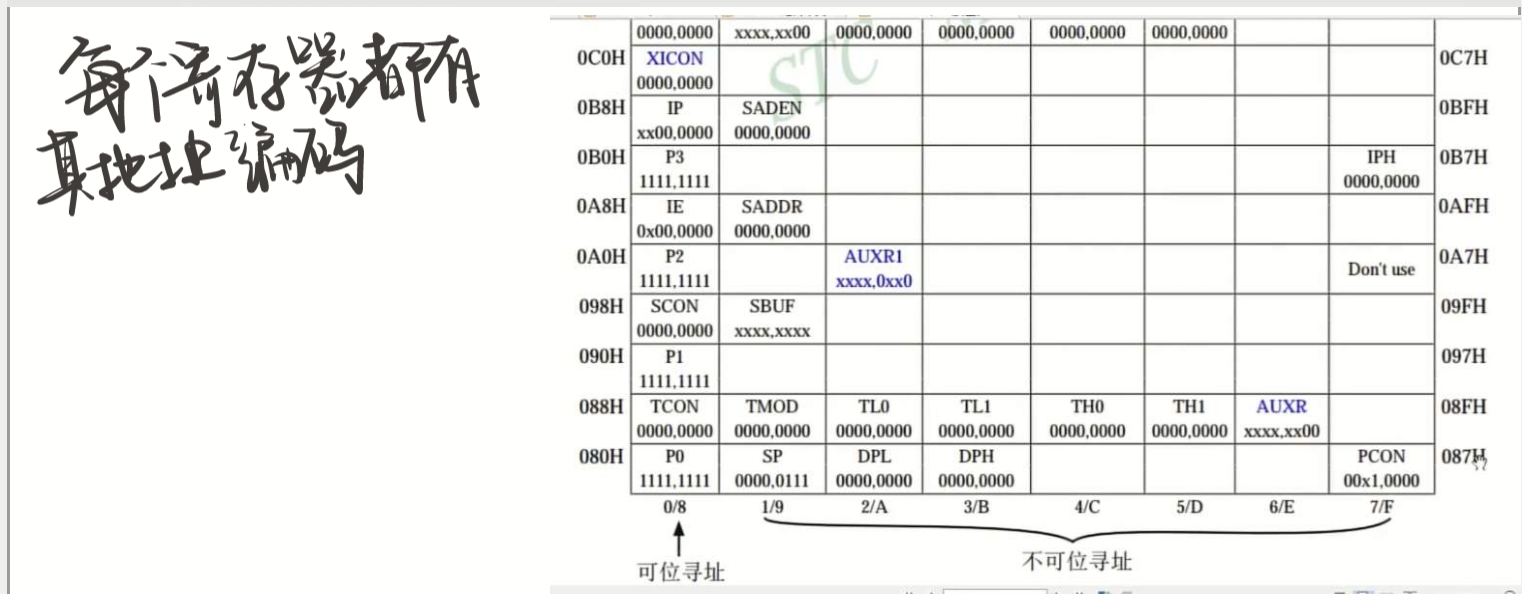 每个寄存器都有
其地址编码
0000,0000 xxxx,xx00 0000,0000 0000,0000 0000,0000 0000,0000
0C0H XICON 0C7H
0000,0000
STC
0B8H IP SADEN 0BFH
xx00,0000 0000,0000
0B0H P3 IPH 0B7H
1111,1111 0000,0000
0A8H IE SADDR 0AFH
0x00,0000 0000,0000
0A0H P2 AUXR1 Don't use 0A7H
1111,1111 xxxx,0xx0
098H SCON SBUF 09FH
0000,0000 xxxx,xxxx
090H P1 097H
1111,1111
088H TCON TMOD TL0 TL1 TH0 TH1 AUXR 08FH
0000,0000 0000,0000 0000,0000 0000,0000 0000,0000 0000,0000 xxxx,xx00
080H P0 SP DPL DPH PCON 087H
1111,1111 0000,0111 0000,0000 0000,0000 00x1,0000
0/8 1/9 2/A 3/B 4/C 5/D 6/E 7/F
可位寻址 不可位寻址